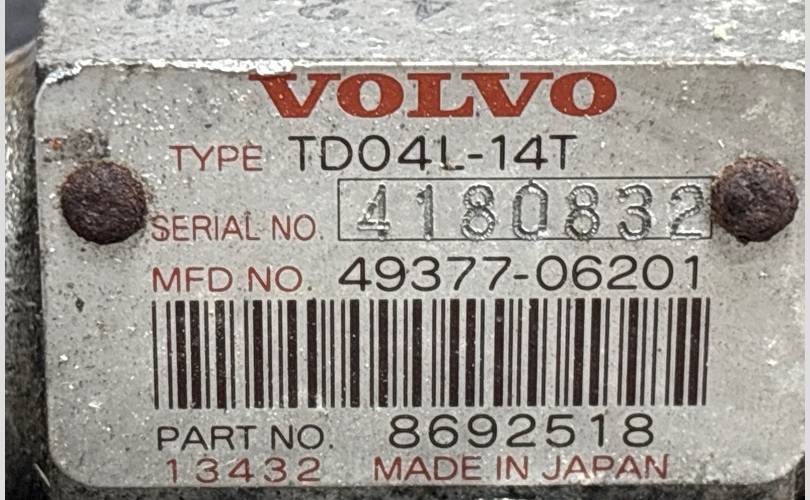 VOLVO
TYPE TD04L-14T
SERIAL NO. 4180832
MFD NO. 49377-06201
PART NO. 8692518
13432 MADE IN JAPAN